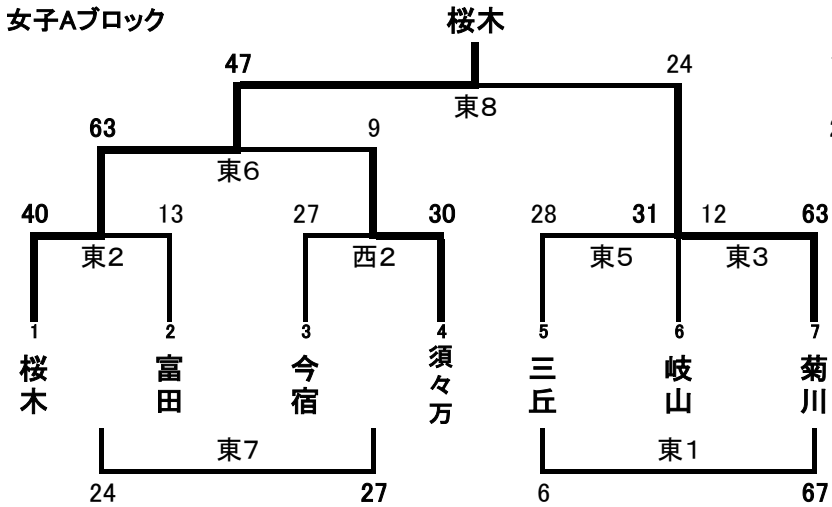 女子Aブロック
桜木
47 24
東8
63 9
東6
40 13 27 30 28 31 12 63
東2 西2 東5 東3
1 2 3 4 5 6 7
桜木 富田 今宿 須々万 三丘 岐山 菊川
東7 東1
24 27 6 67